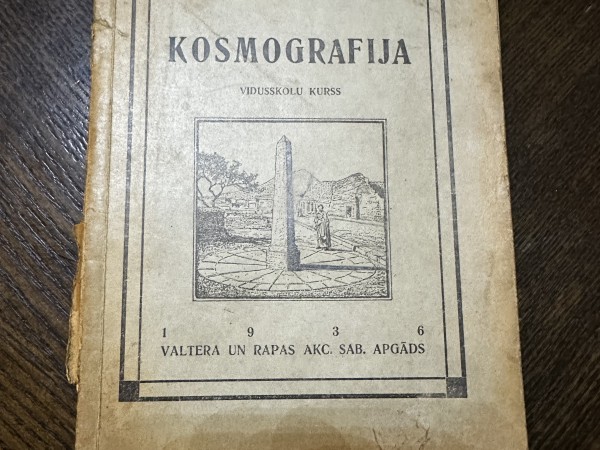 KOSMOGRAFIJA
VIDUSSKOLU KURSS
1 9 3 6
VALTERA UN RAPAS AKC. SAB. APGĀDS